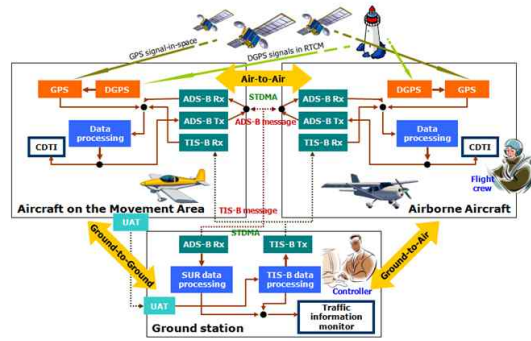 GPS signal-in-space
DGPS signals in RTCM
Air-to-Air
GPS
DGPS
DGPS
GPS
STDMA
ADS-B Rx
ADS-B Rx
ADS-B Tx
ADS-B Tx
ADS-B message
Data
processing
Data
processing
TIS-B Rx
TIS-B Rx
CDTI
CDTI
Flight
crew
Aircraft on the Movement Area
Airborne Aircraft
TIS-B message
UAT
STDMA
Ground-to-Ground
Ground-to-Air
ADS-B Rx
TIS-B Tx
SUR data
processing
TIS-B data
processing
Controller
UAT
Traffic
information
monitor
Ground station